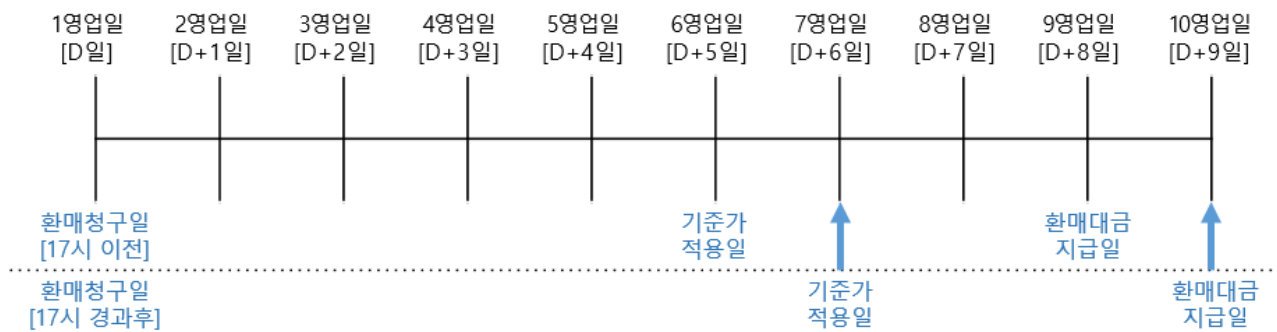 1영업일 2영업일 3영업일 4영업일 5영업일 6영업일 7영업일 8영업일 9영업일 10영업일
[D일] [D+1일] [D+2일] [D+3일] [D+4일] [D+5일] [D+6일] [D+7일] [D+8일] [D+9일]
환매청구일 기준가 환매대금
[17시 이전] 적용일 지급일
환매청구일 기준가 환매대금
[17시 경과후] 적용일 지급일